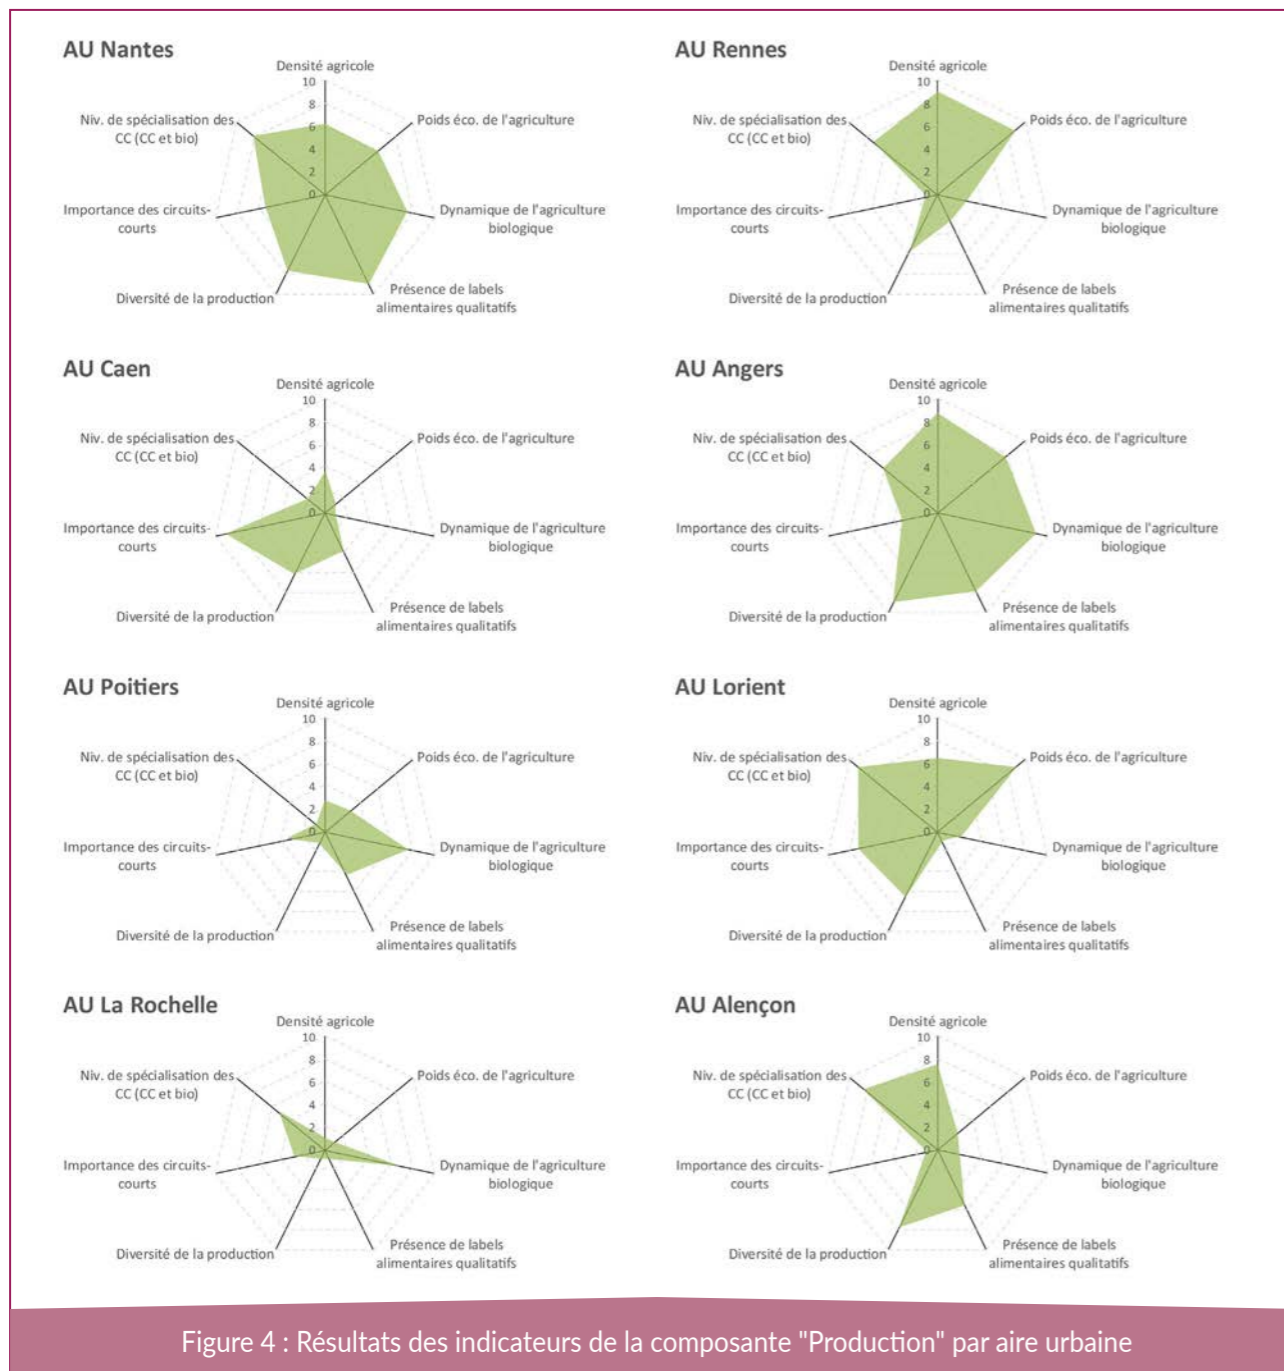 AU Nantes
Densité agricole
10
8
6
4
2
0
Poids éco. de l'agriculture
Dynamique de l'agriculture
biologique
Présence de labels
alimentaires qualitatifs
Diversité de la production
Importance des circuits-
courts
Niv. de spécialisation des
CC (CC et bio)
AU Rennes
Densité agricole
10
8
6
4
2
0
Poids éco. de l'agriculture
Dynamique de l'agriculture
biologique
Présence de labels
alimentaires qualitatifs
Diversité de la production
Importance des circuits-
courts
Niv. de spécialisation des
CC (CC et bio)
AU Caen
Densité agricole
10
8
6
4
2
0
Poids éco. de l'agriculture
Dynamique de l'agriculture
biologique
Présence de labels
alimentaires qualitatifs
Diversité de la production
Importance des circuits-
courts
Niv. de spécialisation des
CC (CC et bio)
AU Angers
Densité agricole
10
8
6
4
2
0
Poids éco. de l'agriculture
Dynamique de l'agriculture
biologique
Présence de labels
alimentaires qualitatifs
Diversité de la production
Importance des circuits-
courts
Niv. de spécialisation des
CC (CC et bio)
AU Poitiers
Densité agricole
10
8
6
4
2
0
Poids éco. de l'agriculture
Dynamique de l'agriculture
biologique
Présence de labels
alimentaires qualitatifs
Diversité de la production
Importance des circuits-
courts
Niv. de spécialisation des
CC (CC et bio)
AU Lorient
Densité agricole
10
8
6
4
2
0
Poids éco. de l'agriculture
Dynamique de l'agriculture
biologique
Présence de labels
alimentaires qualitatifs
Diversité de la production
Importance des circuits-
courts
Niv. de spécialisation des
CC (CC et bio)
AU La Rochelle
Densité agricole
10
8
6
4
2
0
Poids éco. de l'agriculture
Dynamique de l'agriculture
biologique
Présence de labels
alimentaires qualitatifs
Diversité de la production
Importance des circuits-
courts
Niv. de spécialisation des
CC (CC et bio)
AU Alençon
Densité agricole
10
8
6
4
2
0
Poids éco. de l'agriculture
Dynamique de l'agriculture
biologique
Présence de labels
alimentaires qualitatifs
Diversité de la production
Importance des circuits-
courts
Niv. de spécialisation des
CC (CC et bio)
Figure 4 : Résultats des indicateurs de la composante "Production" par aire urbaine